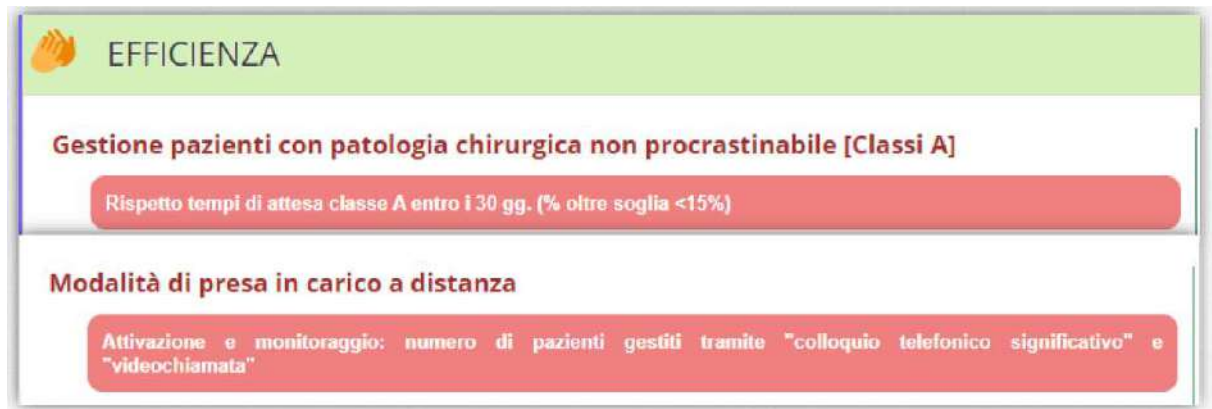 EFFICIENZA
Gestione pazienti con patologia chirurgica non procrastinabile [Classi A]
Rispetto tempi di attesa classe A entro i 30 gg. (% oltre soglia <15%)
Modalità di presa in carico a distanza
Attivazione e monitoraggio: numero di pazienti gestiti tramite "colloquio telefonico significativo" e
"videochiamata"